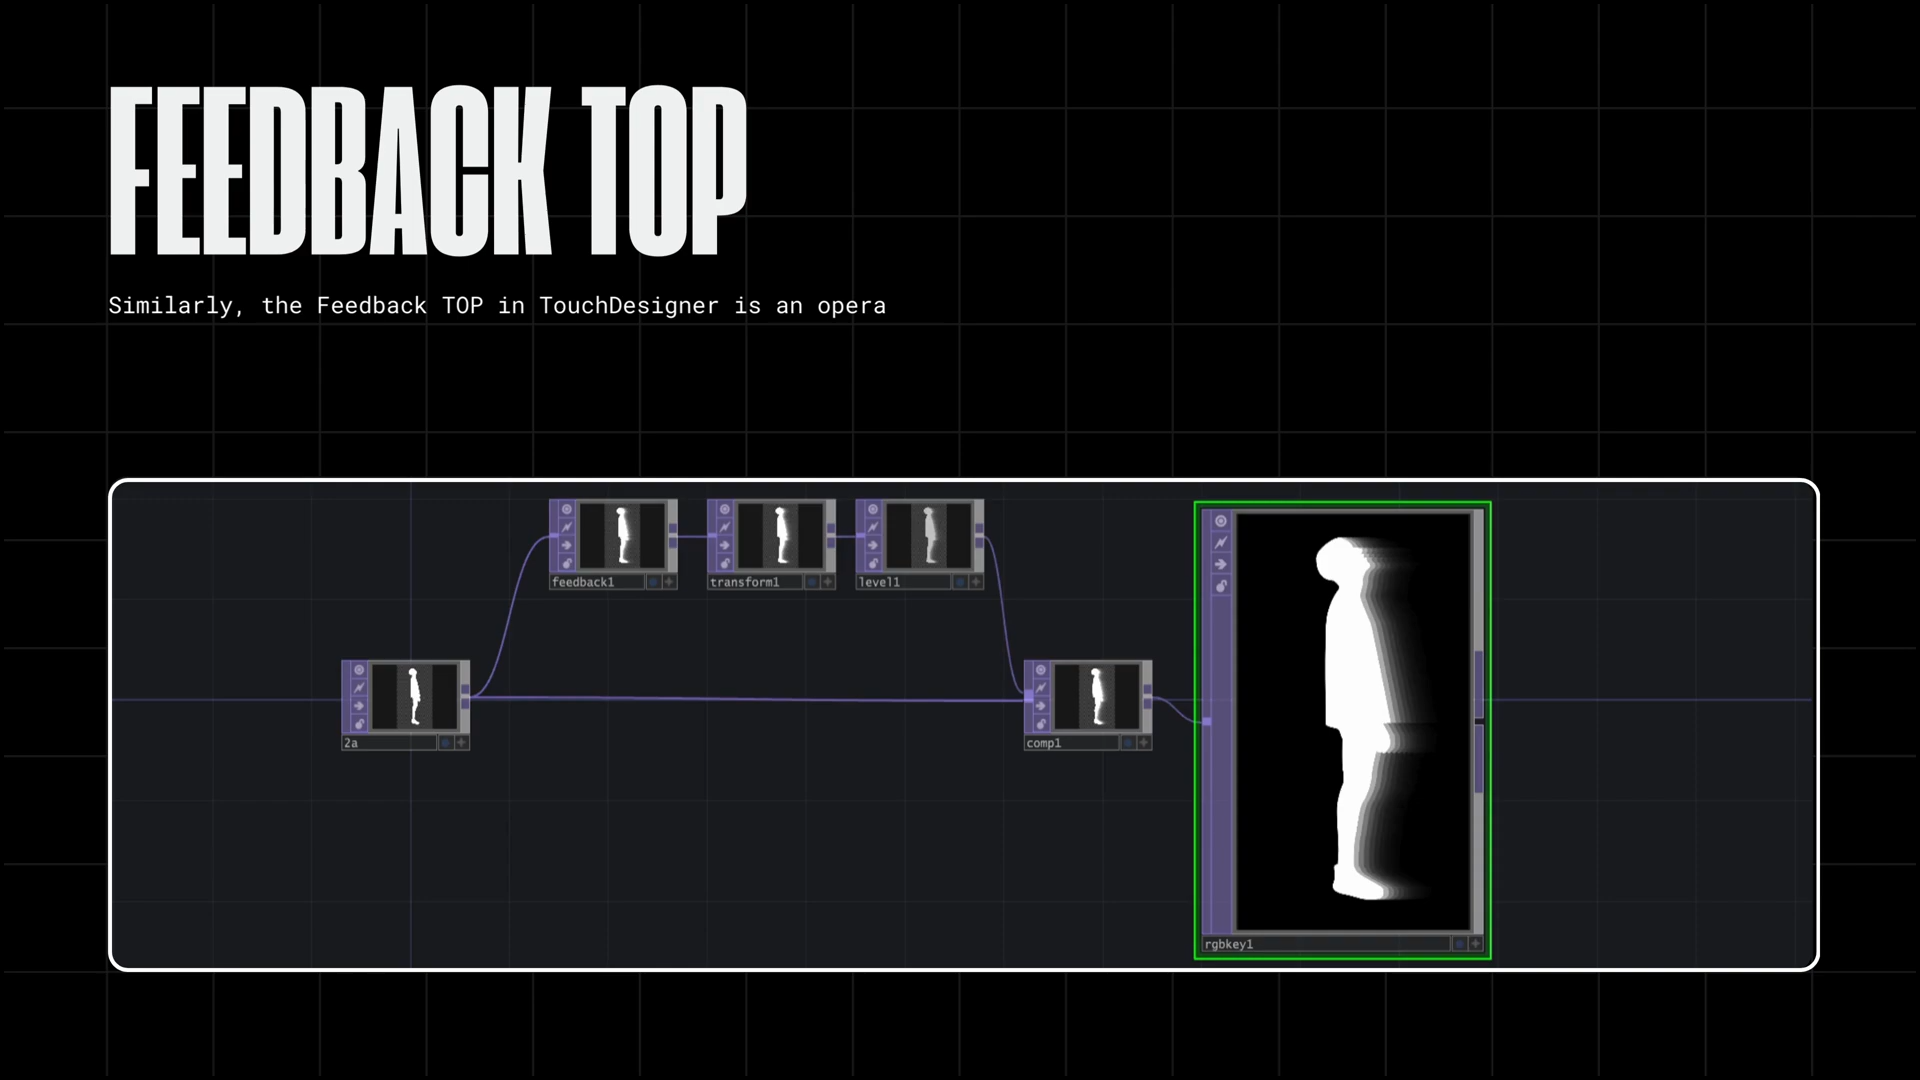 FEEDBACK TOP
Similarly, the Feedback TOP in TouchDesigner is an opera
feedback1
transform1
level1
2a
comp1
rgbkey1